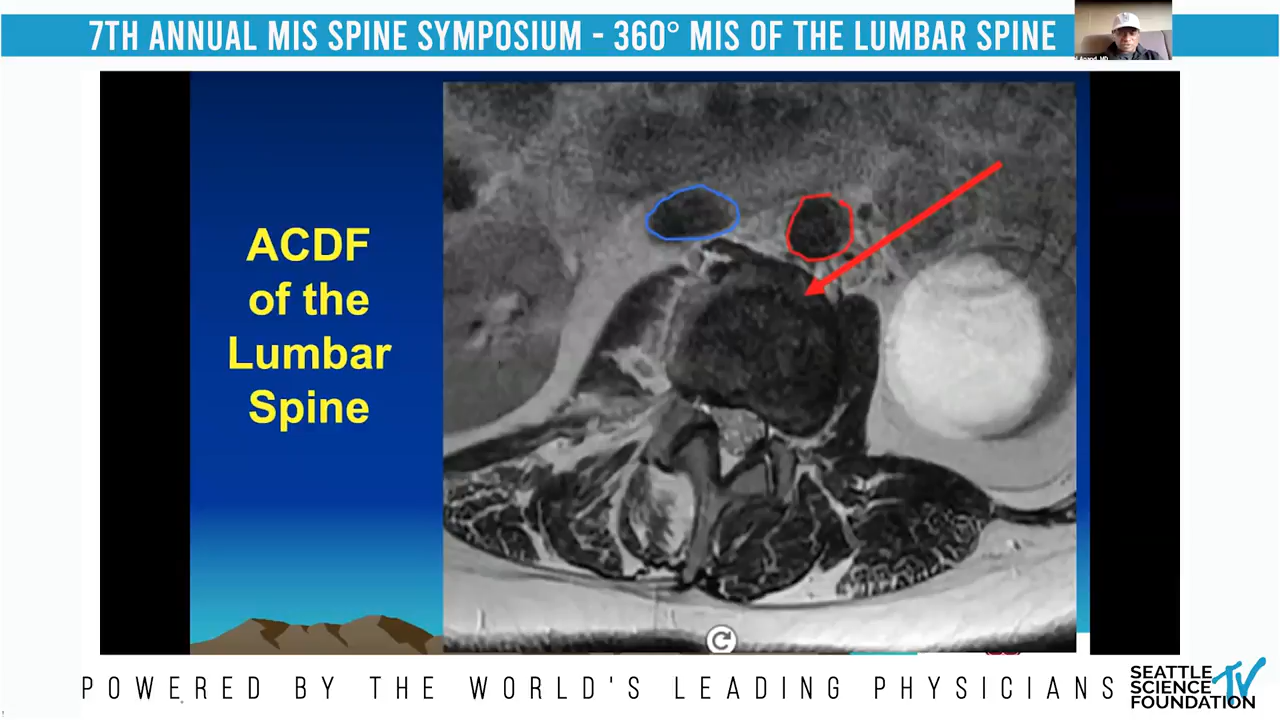 7TH ANNUAL MIS SPINE SYMPOSIUM - 360° MIS OF THE LUMBAR SPINE
ACDF
of the
Lumbar
Spine
POWERED BY THE WORLD'S LEADING PHYSICIANS
SEATTLE
SCIENCE
FOUNDATION
TV